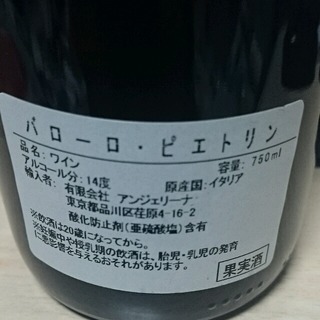 バローロ・ピエトリン
品名：ワイン 容量：750ml
アルコール分：14度 原産国：イタリア
輸入者：有限会社 アンジェリーナ
東京都品川区荏原4-16-2
酸化防止剤（亜硫酸塩）含有
※飲酒は20歳になってから。
※妊娠中や授乳期の飲酒は、胎児・乳児の発育
に悪影響を与えるおそれがあります。
果実酒